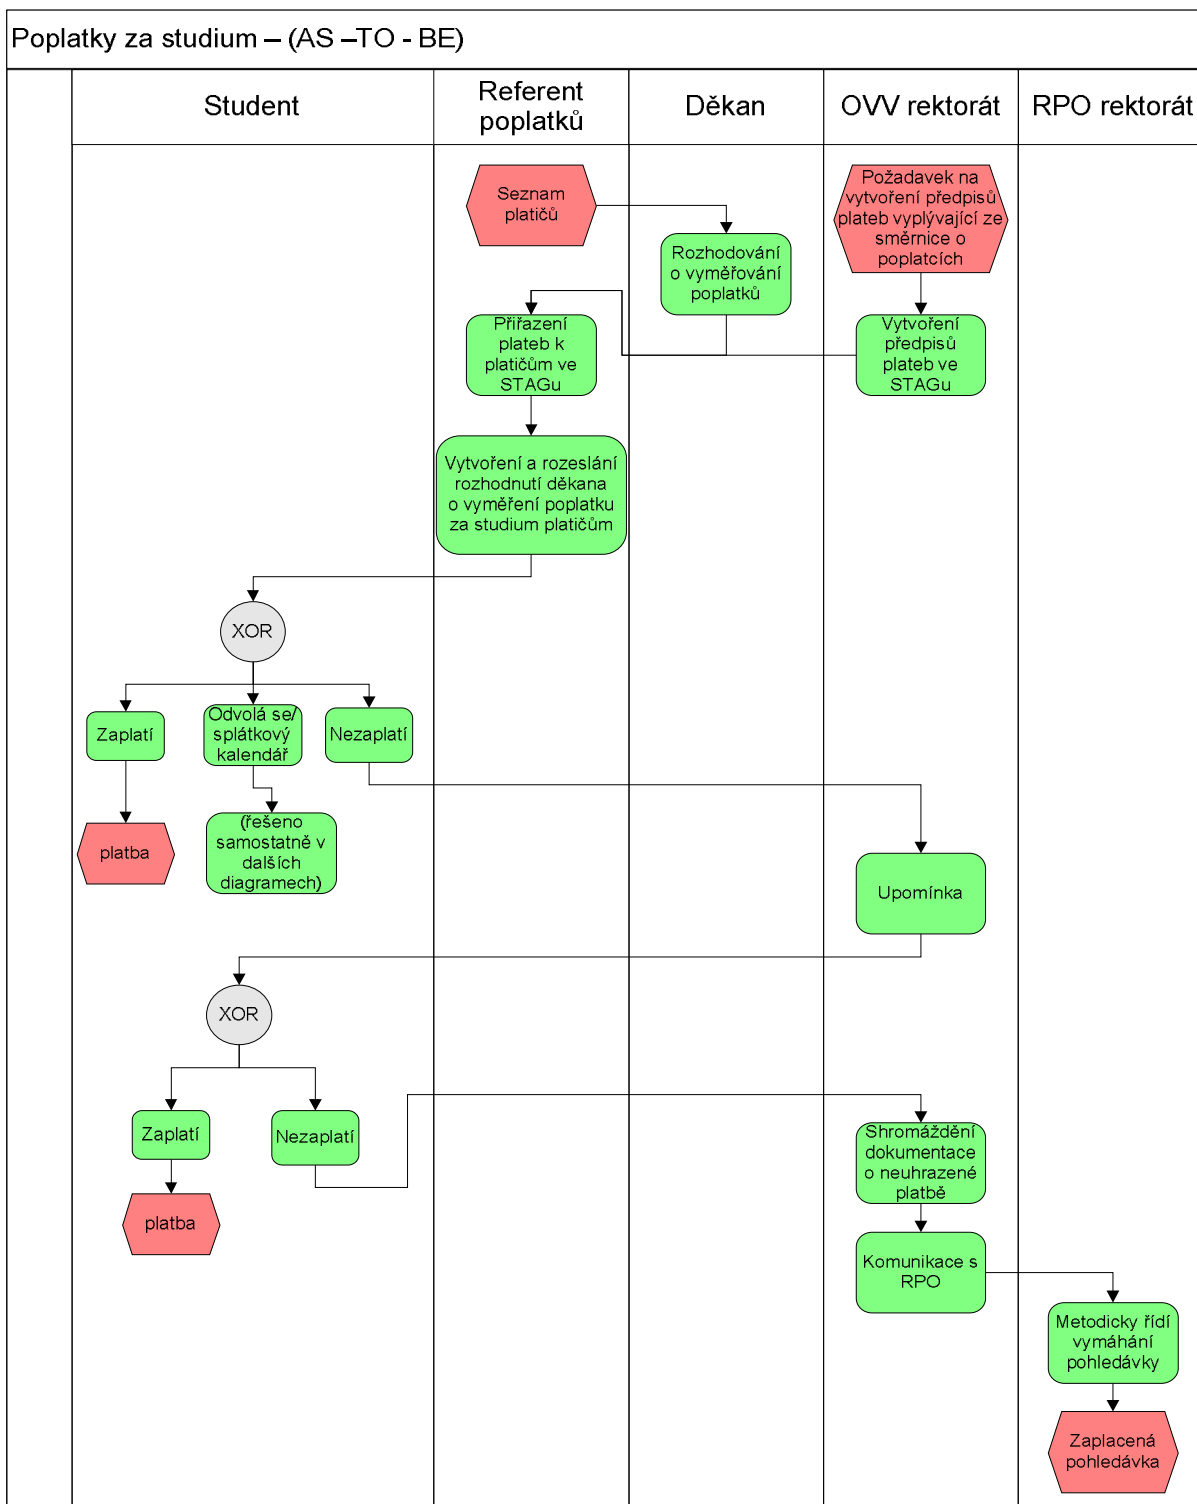 Poplatky za studium – (AS –TO - BE)
Student
Referent
poplatků
Děkan
OVV rektorát
RPO rektorát
Seznam
platičů
Požadavek na
vytvoření předpisů
plateb vyplývající ze
směrnice o
poplatcích
Rozhodování
o vyměřování
poplatků
Přiřazení
plateb k
platičům ve
STAGu
Vytvoření
předpisů
plateb ve
STAGu
Vytvoření a rozeslání
rozhodnutí děkana
o vyměření poplatku
za studium platičům
XOR
Zaplatí
Odvolá se/
splátkový
kalendář
Nezaplatí
platba
(řešeno
samostatně v
dalších
diagramech)
Upomínka
XOR
Zaplatí
Nezaplatí
Shromáždění
dokumentace
o neuhrazené
platbě
platba
Komunikace s
RPO
Metodicky řídí
vymáhání
pohledávky
Zaplacená
pohledávka